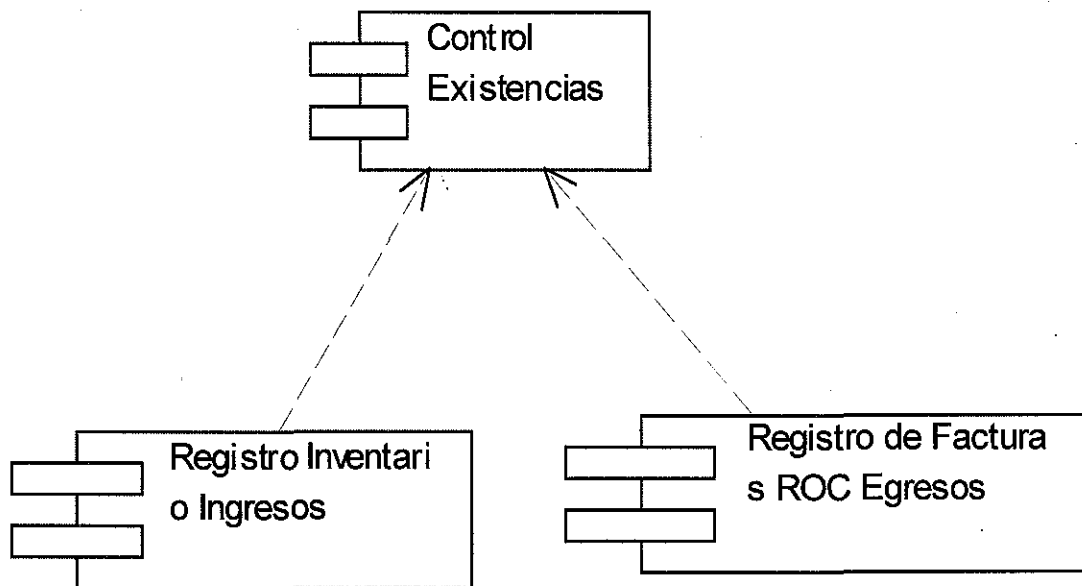 Control
Existencias
Registro Inventari
o Ingresos
Registro de Factura
s ROC Egresos